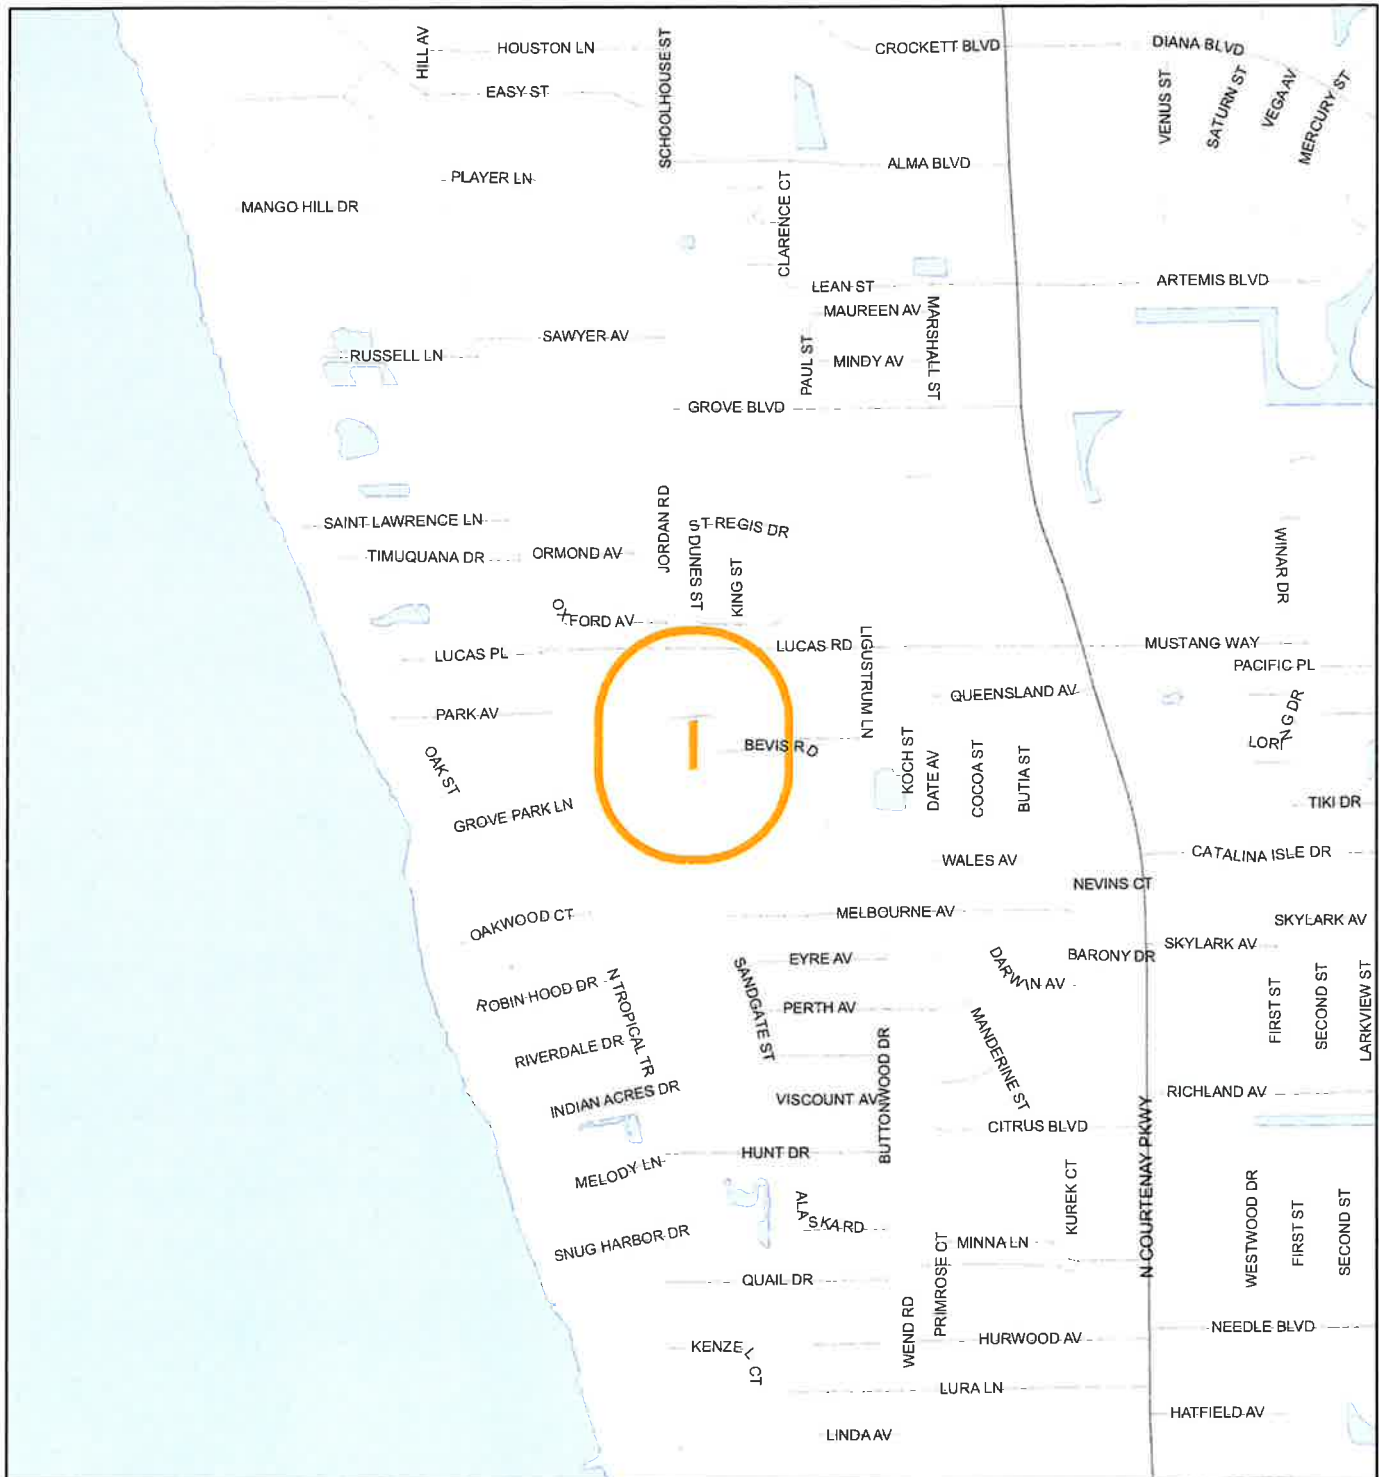 HILL AV
HOUSTON LN
SCHOOLHOUSE ST
CROCKETT BLVD
DIANA BLVD
EASY ST
VENUS ST
SATURN ST
VEGA AV
MERCURY ST
PLAYER LN
ALMA BLVD
MANGO HILL DR
CLARENCE CT
LEAN ST
ARTEMIS BLVD
MAUREEN AV
MARSHALL ST
SAWYER AV
RUSSELL LN
PAUL ST
MINDY AV
GROVE BLVD
SAINT LAWRENCE LN
JORDAN RD
ST REGIS DR
TIMUQUANA DR
ORMOND AV
DUNES ST
KING ST
WINAR DR
OXFORD AV
LUCAS PL
LUCAS RD
LIGUSTRUM LN
MUSTANG WAY
PACIFIC PL
QUEENSLAND AV
PARK AV
BEVIS RD
LORING DR
OAK ST
KOCH ST
DATE AV
COCOA ST
BUTIA ST
GROVE PARK LN
TIKI DR
WALES AV
CATALINA ISLE DR
NEVINS CT
OAKWOOD CT
MELBOURNE AV
SKYLARK AV
SKYLARK AV
EYRE AV
DARWIN AV
BARONY DR
ROBIN HOOD DR
N TROPICAL TR
SANDGATE ST
PERTH AV
FIRST ST
SECOND ST
LARKVIEW ST
RIVERDALE DR
MANDERINE ST
INDIAN ACRES DR
VISCOUNT AV
BUTTONWOOD DR
RICHLAND AV
CITRUS BLVD
HUNT DR
MELODY LN
N COURTENAY PKWY
KUREK CT
ALASKA RD
WESTWOOD DR
FIRST ST
SECOND ST
SNUG HARBOR DR
MINNA LN
PRIMROSE CT
QUAIL DR
WEND RD
NEEDLE BLVD
KENZEL CT
HURWOOD AV
LURA LN
HATFIELD AV
LINDA AV